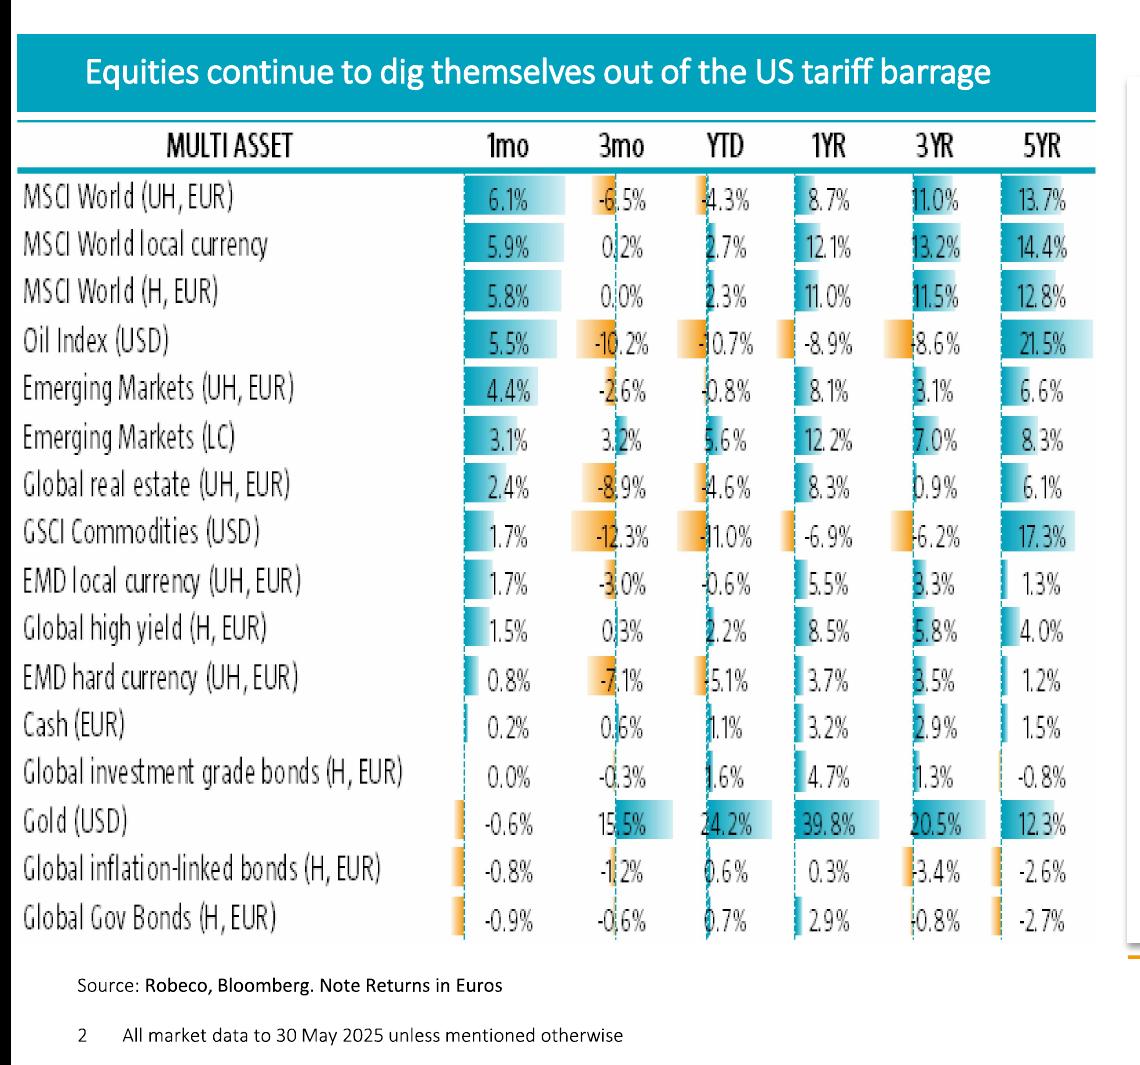 Equities continue to dig themselves out of the US tariff barrage
MULTI ASSET 1mo 3mo YTD 1YR 3YR 5YR
MSCI World (UH, EUR) 6.1% -6.5% -4.3% 8.7% 11.0% 13.7%
MSCI World local currency 5.9% 0.2% 2.7% 12.1% 13.2% 14.4%
MSCI World (H, EUR) 5.8% 0.0% 2.3% 11.0% 11.5% 12.8%
Oil Index (USD) 5.5% -10.2% -10.7% -8.9% -8.6% 21.5%
Emerging Markets (UH, EUR) 4.4% -2.6% -0.8% 8.1% 3.1% 6.6%
Emerging Markets (LC) 3.1% 3.2% 5.6% 12.2% 7.0% 8.3%
Global real estate (UH, EUR) 2.4% -8.9% -4.6% 8.3% 0.9% 6.1%
GSCI Commodities (USD) 1.7% -12.3% -11.0% -6.9% -6.2% 17.3%
EMD local currency (UH, EUR) 1.7% -3.0% -0.6% 5.5% 3.3% 1.3%
Global high yield (H, EUR) 1.5% 0.3% 2.2% 8.5% 5.8% 4.0%
EMD hard currency (UH, EUR) 0.8% -7.1% -5.1% 3.7% 3.5% 1.2%
Cash (EUR) 0.2% 0.6% 1.1% 3.2% 2.9% 1.5%
Global investment grade bonds (H, EUR) 0.0% -0.3% 1.6% 4.7% 1.3% -0.8%
Gold (USD) -0.6% 15.5% 24.2% 39.8% 20.5% 12.3%
Global inflation-linked bonds (H, EUR) -0.8% -1.2% 0.6% 0.3% -3.4% -2.6%
Global Gov Bonds (H, EUR) -0.9% -0.6% 0.7% 2.9% -0.8% -2.7%
Source: Robeco, Bloomberg. Note Returns in Euros
2 All market data to 30 May 2025 unless mentioned otherwise